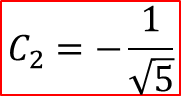 C₂ = −1/√5